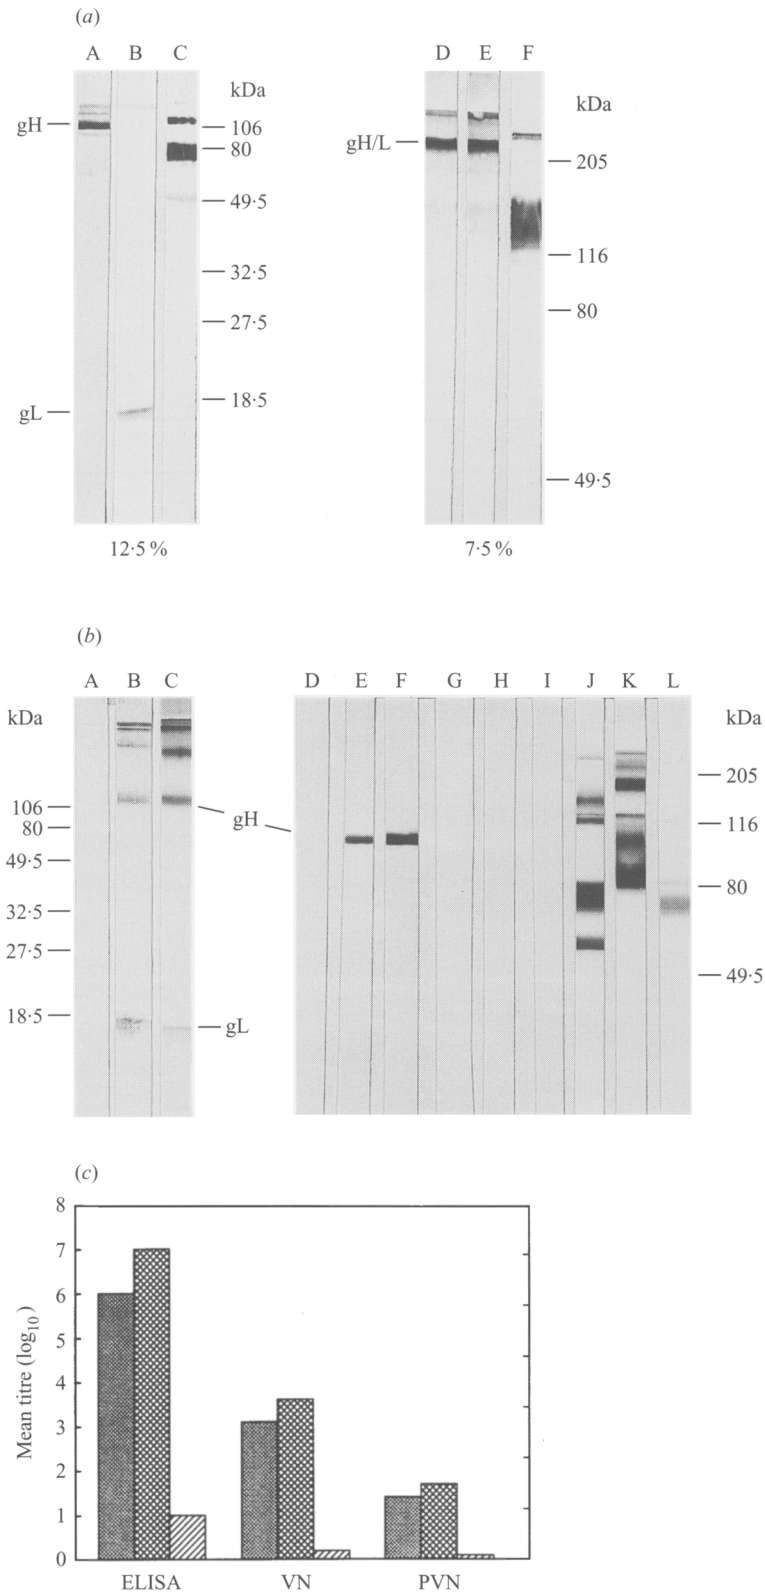 (a)
A B C
kDa
gH
106
80
49·5
32·5
27·5
18·5
gL
12·5 %
D E F
kDa
gH/L
205
116
80
49·5
7·5 %
(b)
A B C
kDa
106
80
49·5
32·5
27·5
18·5
gH
gL
D E F G H I J K L
kDa
205
116
80
49·5
(c)
Mean titre (log10)
8
7
6
5
4
3
2
1
0
ELISA VN PVN